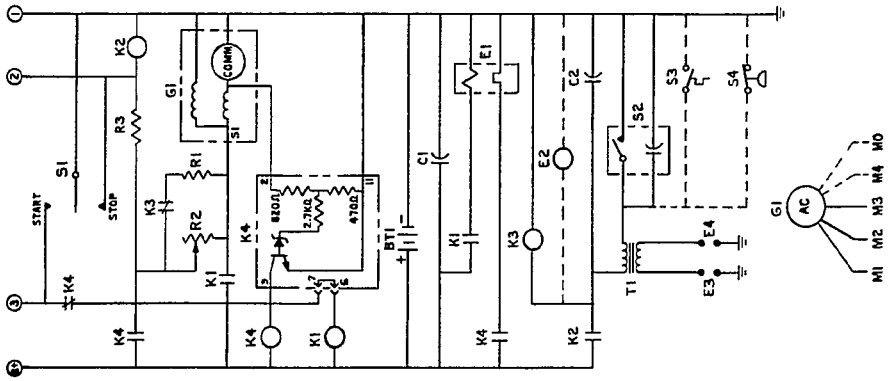 1
2
3
B+
START
S1
STOP
K4
K4
R3
K2
K3
R1
R2
K1
G1
COMM
S1
K4
2
820Ω
2.7KΩ
470Ω
11
9
7
6
K4
K1
BT1
+
-
C1
K1
E1
K4
K3
E2
K2
C2
T1
S2
S3
S4
E3
E4
G1
AC
M1
M2
M3
M4
M0